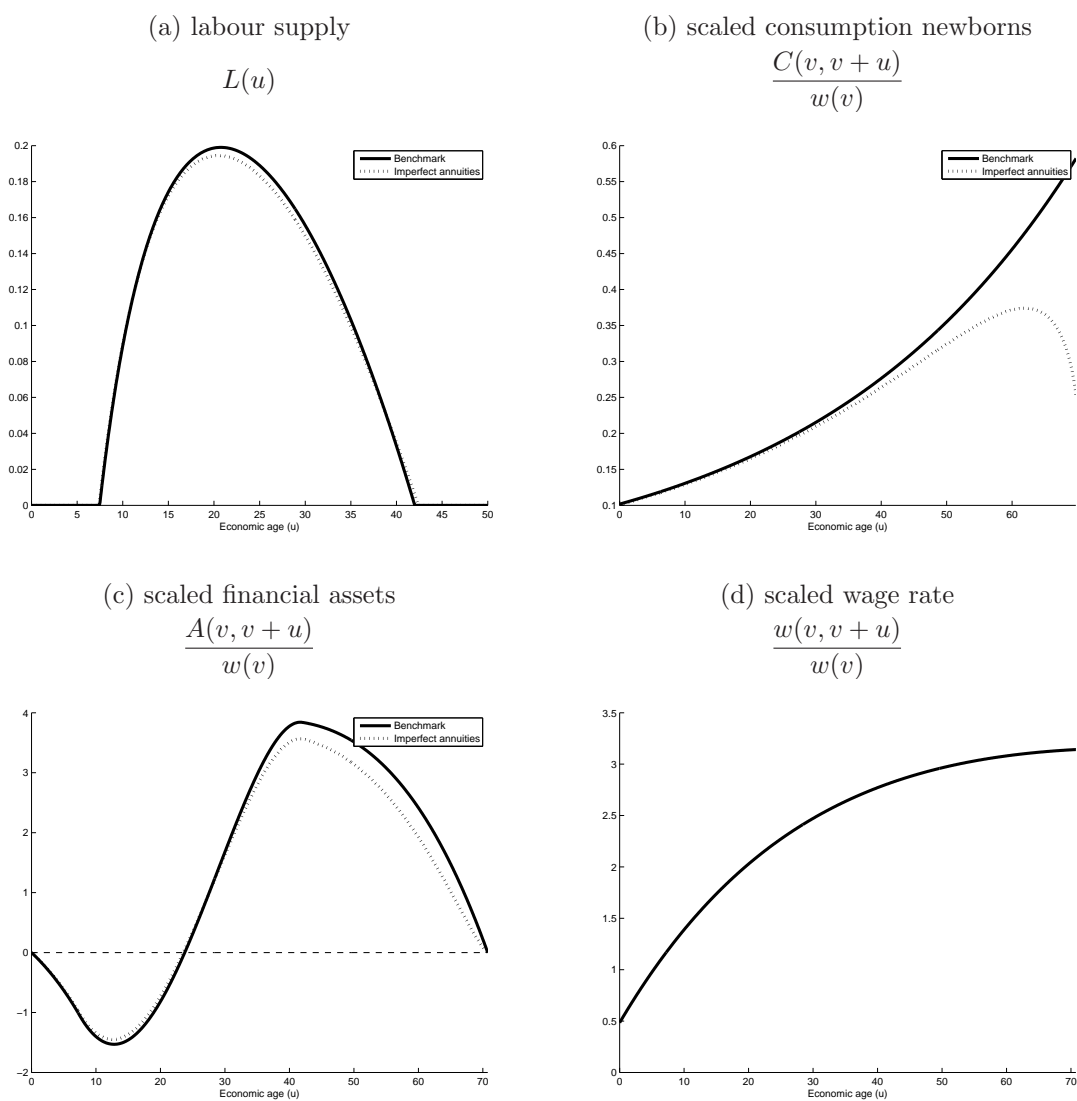 (a) labour supply
L(u)
0.2
0.18
0.16
0.14
0.12
0.1
0.08
0.06
0.04
0.02
0
0 5 10 15 20 25 30 35 40 45 50
Economic age (u)
Benchmark
Imperfect annuities
(b) scaled consumption newborns
C(v, v + u)
w(v)
0.6
0.55
0.5
0.45
0.4
0.35
0.3
0.25
0.2
0.15
0.1
0 10 20 30 40 50 60
Economic age (u)
Benchmark
Imperfect annuities
(c) scaled financial assets
A(v, v + u)
w(v)
4
3
2
1
0
−1
−2
0 10 20 30 40 50 60 70
Economic age (u)
Benchmark
Imperfect annuities
(d) scaled wage rate
w(v, v + u)
w(v)
3.5
3
2.5
2
1.5
1
0.5
0
0 10 20 30 40 50 60 70
Economic age (u)